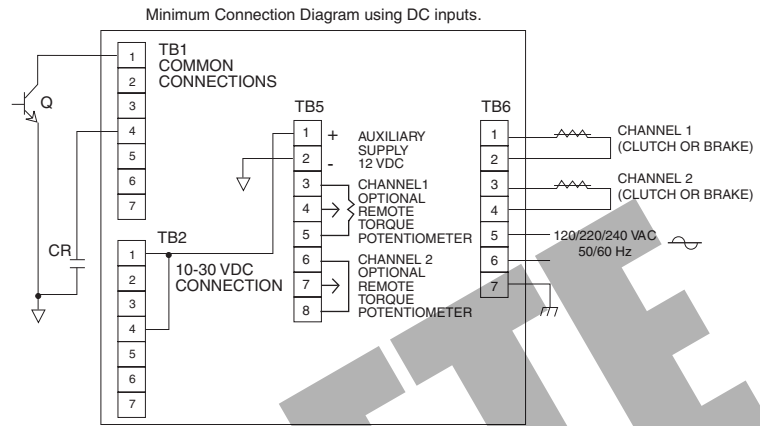 Minimum Connection Diagram using DC inputs.
TB1
COMMON
CONNECTIONS
1
2
3
4
5
6
7
Q
CR
TB2
10-30 VDC
CONNECTION
1
2
3
4
5
6
7
TB5
1
2
3
4
5
6
7
8
+
-
AUXILIARY
SUPPLY
12 VDC
CHANNEL1
OPTIONAL
REMOTE
TORQUE
POTENTIOMETER
CHANNEL 2
OPTIONAL
REMOTE
TORQUE
POTENTIOMETER
TB6
1
2
3
4
5
6
7
CHANNEL 1
(CLUTCH OR BRAKE)
CHANNEL 2
(CLUTCH OR BRAKE)
120/220/240 VAC
50/60 Hz